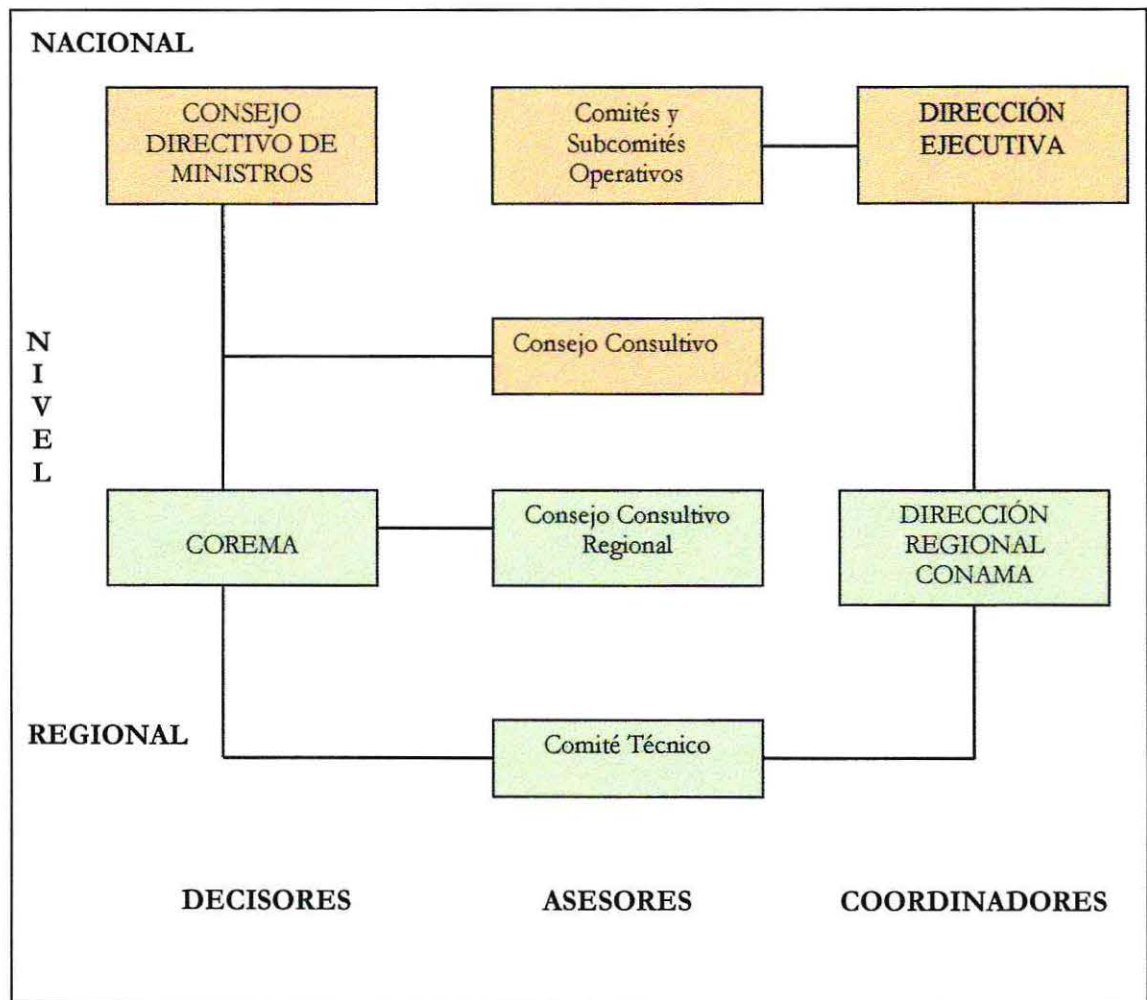 NACIONAL
CONSEJO
DIRECTIVO DE
MINISTROS
Comités y
Subcomités
Operativos
DIRECCIÓN
EJECUTIVA
Consejo Consultivo
N
I
V
E
L
COREMA
Consejo Consultivo
Regional
DIRECCIÓN
REGIONAL
CONAMA
REGIONAL
Comité Técnico
DECISORES
ASESORES
COORDINADORES